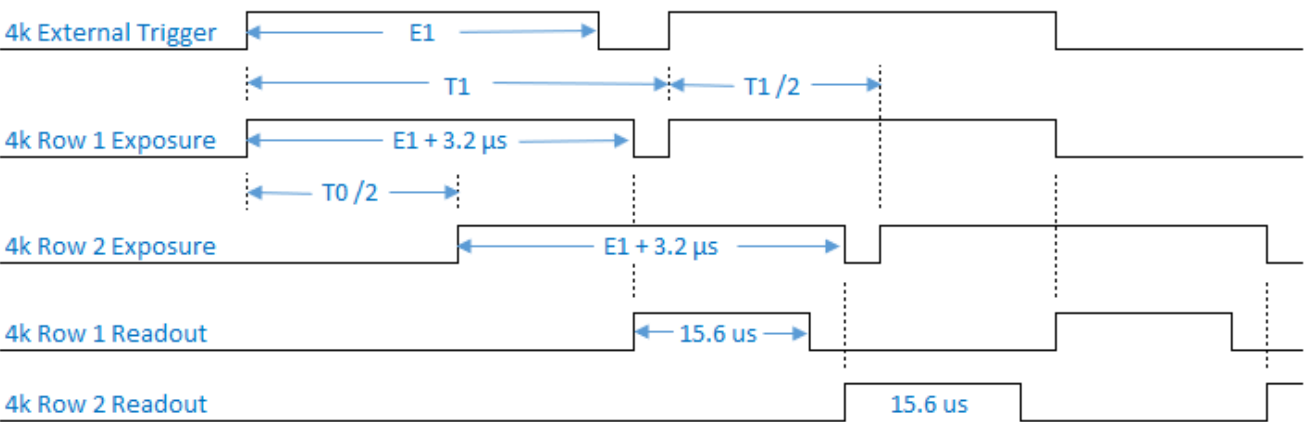 4k External Trigger
E1
T1
T1 /2
4k Row 1 Exposure
E1 + 3.2 µs
T0 /2
4k Row 2 Exposure
E1 + 3.2 µs
4k Row 1 Readout
15.6 us
4k Row 2 Readout
15.6 us